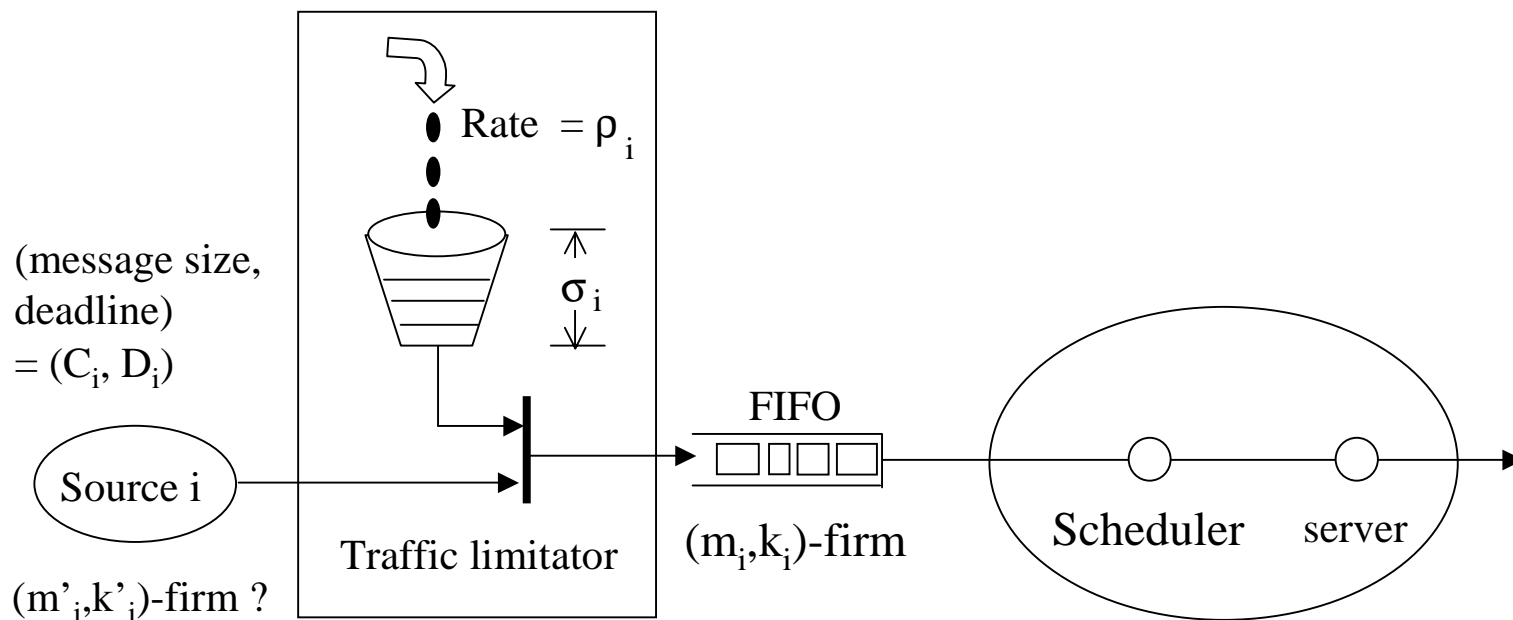 Rate = ρi
(message size,
deadline)
= (Ci, Di)
σi
FIFO
Source i
Scheduler
server
Traffic limitator
(mi,ki)-firm
(m’i,k’i)-firm ?